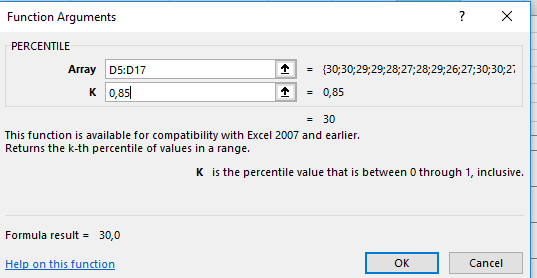 Function Arguments ? ×
PERCENTILE
Array D5:D17 = {30;30;29;29;28;27;28;29;26;27;30;30;27
K 0,85 = 0,85
= 30
This function is available for compatibility with Excel 2007 and earlier.
Returns the k-th percentile of values in a range.
K is the percentile value that is between 0 through 1, inclusive.
Formula result = 30,0
Help on this function OK Cancel